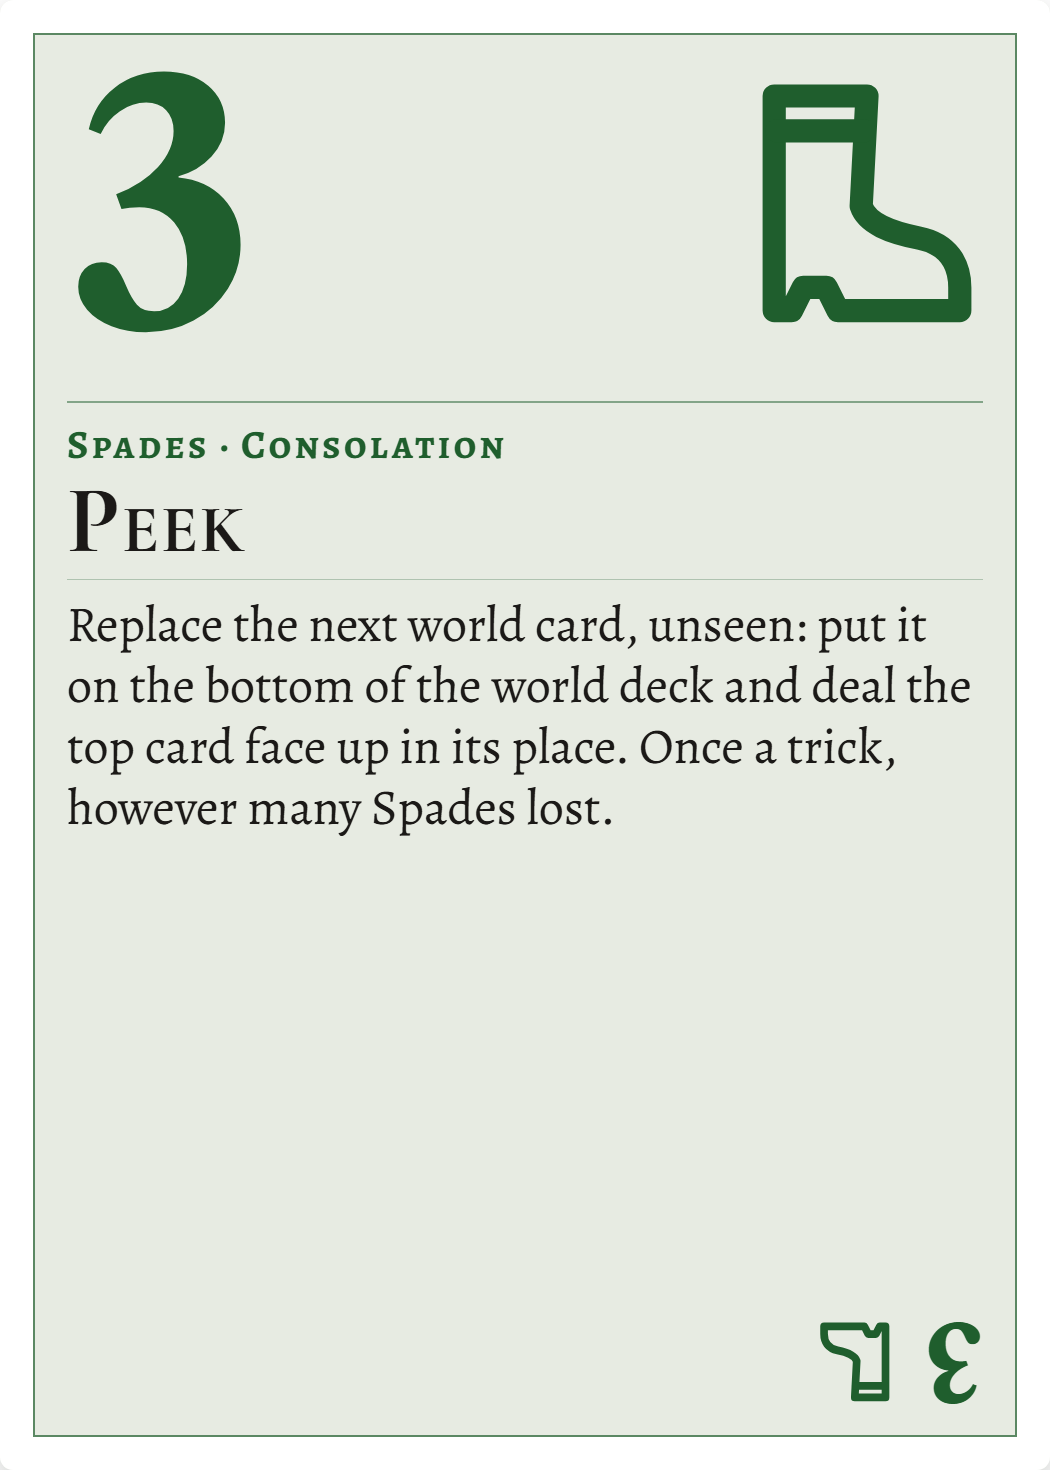 3
Spades · Consolation
Peek
Replace the next world card, unseen: put it
on the bottom of the world deck and deal the
top card face up in its place. Once a trick,
however many Spades lost.
3